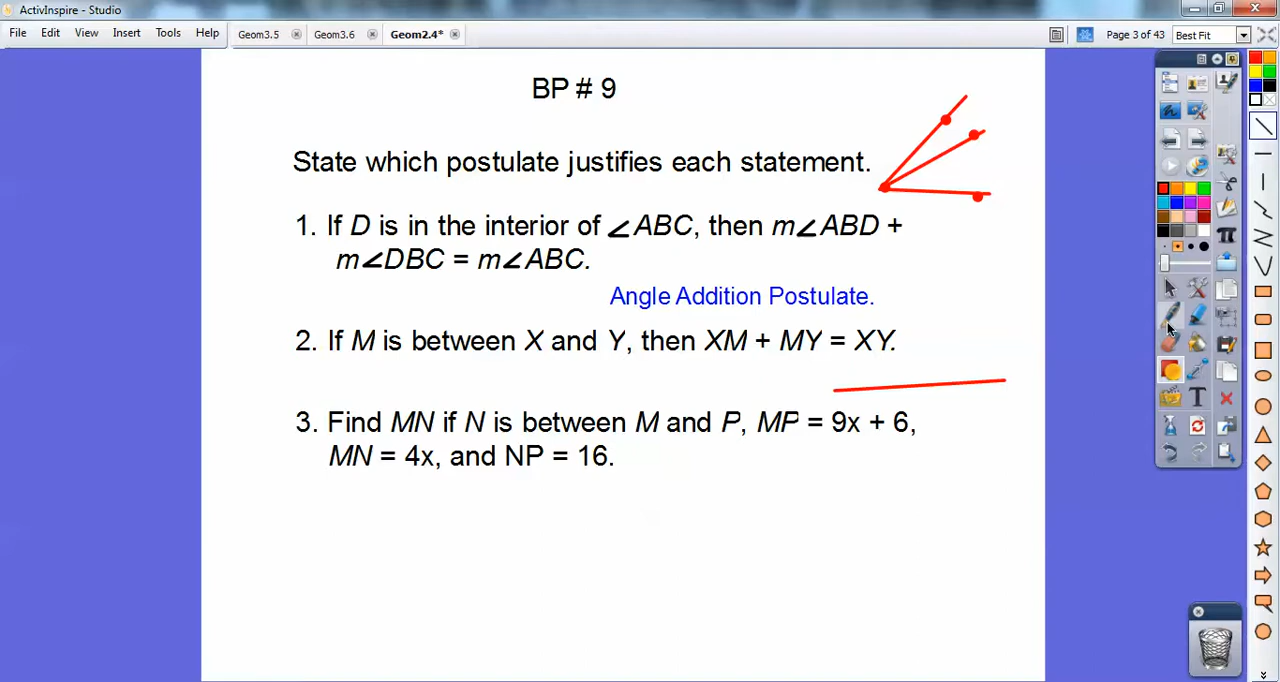 ActivInspire - Studio
File Edit View Insert Tools Help
Geom3.5 Geom3.6 Geom2.4*
Page 3 of 43 Best Fit
BP # 9
State which postulate justifies each statement.
1. If D is in the interior of ∠ABC, then m∠ABD +
m∠DBC = m∠ABC.
Angle Addition Postulate.
2. If M is between X and Y, then XM + MY = XY.
3. Find MN if N is between M and P, MP = 9x + 6,
MN = 4x, and NP = 16.